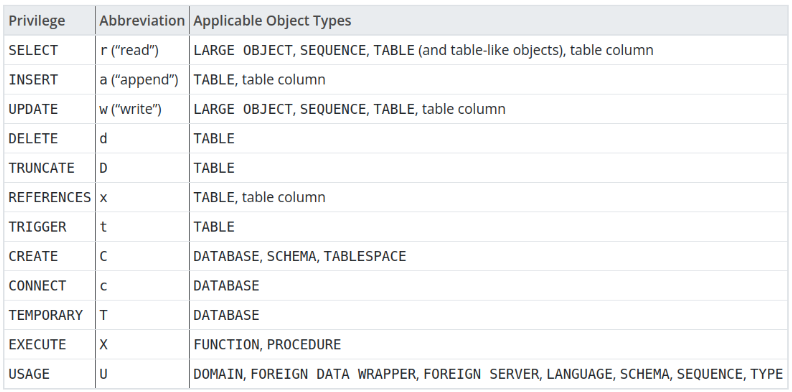 Privilege Abbreviation Applicable Object Types
SELECT r (“read”) LARGE OBJECT, SEQUENCE, TABLE (and table-like objects), table column
INSERT a (“append”) TABLE, table column
UPDATE w (“write”) LARGE OBJECT, SEQUENCE, TABLE, table column
DELETE d TABLE
TRUNCATE D TABLE
REFERENCES x TABLE, table column
TRIGGER t TABLE
CREATE C DATABASE, SCHEMA, TABLESPACE
CONNECT c DATABASE
TEMPORARY T DATABASE
EXECUTE X FUNCTION, PROCEDURE
USAGE U DOMAIN, FOREIGN DATA WRAPPER, FOREIGN SERVER, LANGUAGE, SCHEMA, SEQUENCE, TYPE